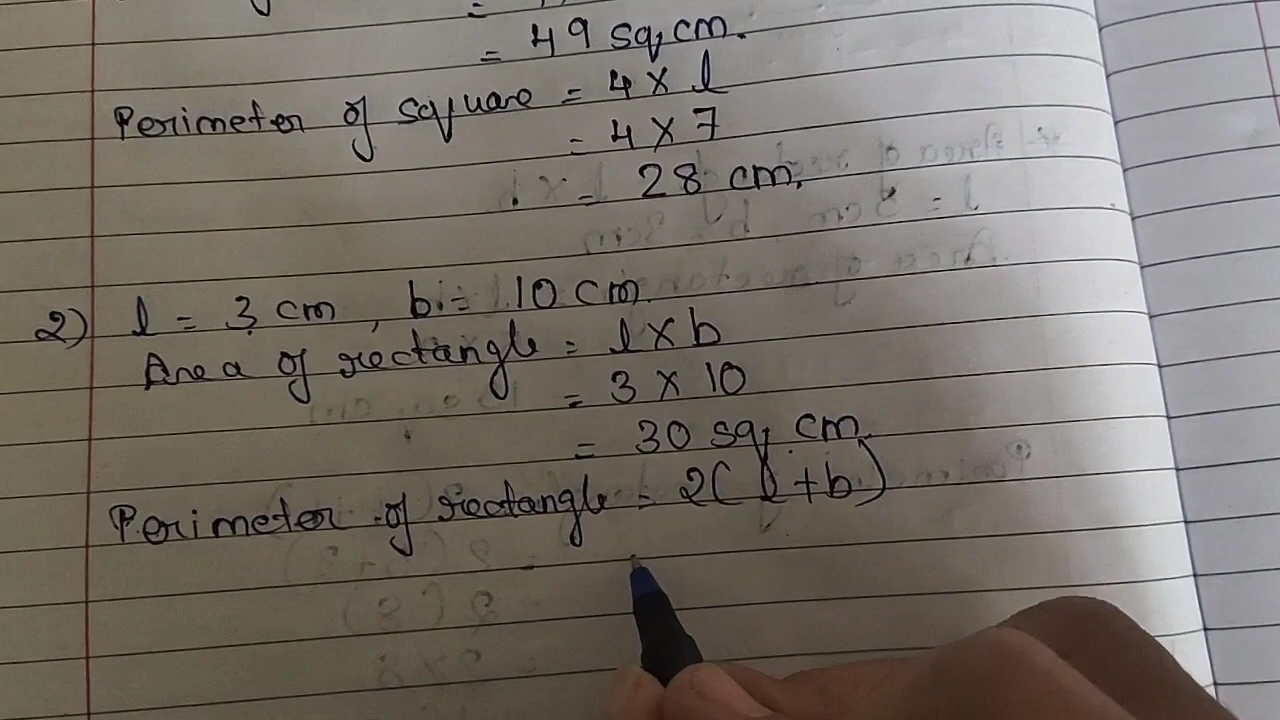 = 49 sq. cm.
Perimeter of square = 4 × l
= 4 × 7
= 28 cm.
2) l = 3 cm, b = 10 cm.
Area of rectangle = l × b
= 3 × 10
= 30 sq. cm.
Perimeter of rectangle = 2(l+b)